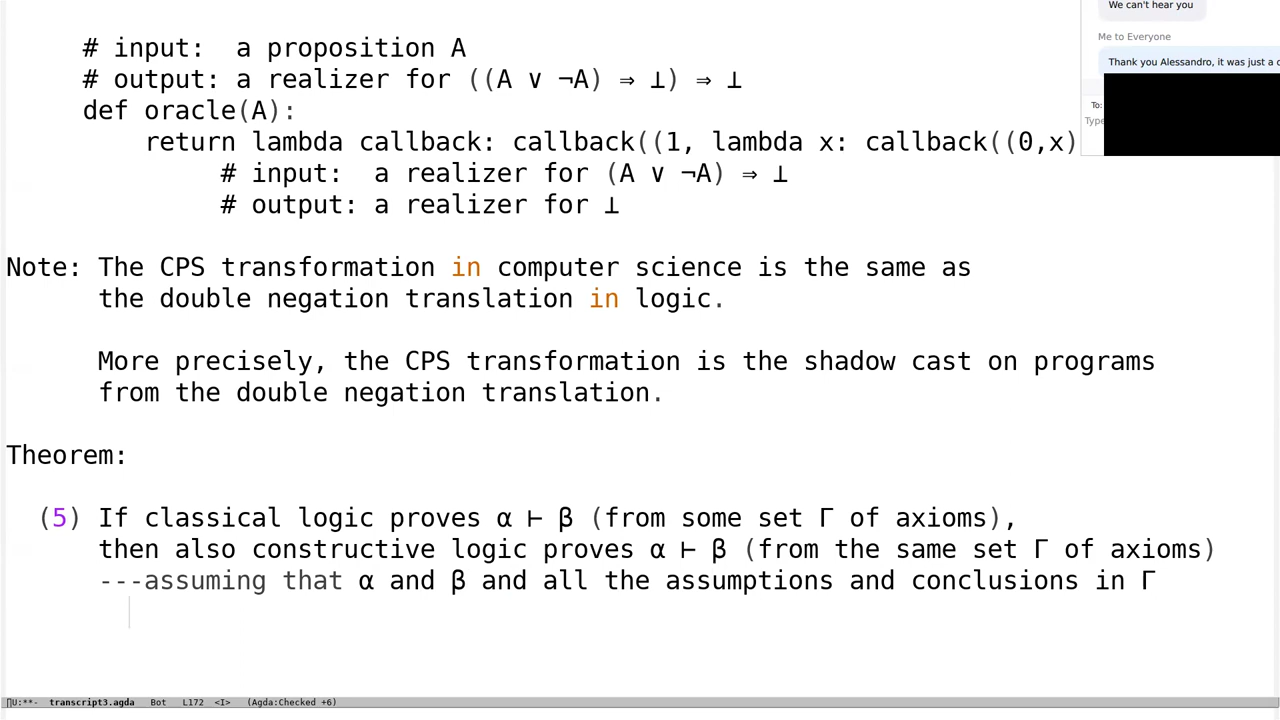 We can't hear you
Me to Everyone
Thank you Alessandro, it was just a
To:
Type
# input:  a proposition A
# output: a realizer for ((A ∨ ¬A) ⇒ ⊥) ⇒ ⊥
def oracle(A):
return lambda callback: callback((1, lambda x: callback((0,x)
# input:  a realizer for (A ∨ ¬A) ⇒ ⊥
# output: a realizer for ⊥
Note: The CPS transformation in computer science is the same as
the double negation translation in logic.
More precisely, the CPS transformation is the shadow cast on programs
from the double negation translation.
Theorem:
(5) If classical logic proves α ⊢ β (from some set Γ of axioms),
then also constructive logic proves α ⊢ β (from the same set Γ of axioms)
---assuming that α and β and all the assumptions and conclusions in Γ
U:**-  transcript3.agda   Bot   L172  <I>   (Agda:Checked +6)